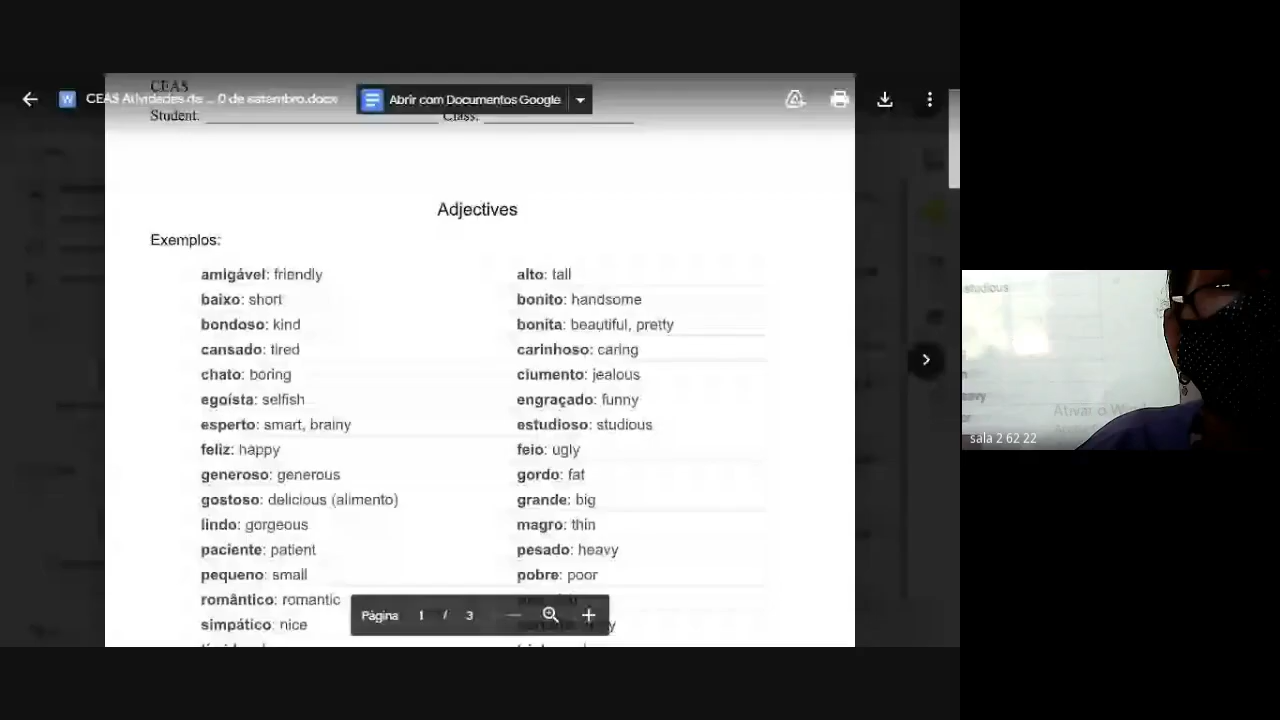 CEAS
CEAS Atividades de ... 0 de setembro.docx
Abrir com Documentos Google
Student: Class:
Adjectives
Exemplos:
amigável: friendly alto: tall
baixo: short bonito: handsome
bondoso: kind bonita: beautiful, pretty
cansado: tired carinhoso: caring
chato: boring ciumento: jealous
egoísta: selfish engraçado: funny
esperto: smart, brainy estudioso: studious
feliz: happy feio: ugly
generoso: generous gordo: fat
gostoso: delicious (alimento) grande: big
lindo: gorgeous magro: thin
paciente: patient pesado: heavy
pequeno: small pobre: poor
romântico: romantic
Página 1 / 3
simpático: nice
studious
Ativar o
sala 2 62 22